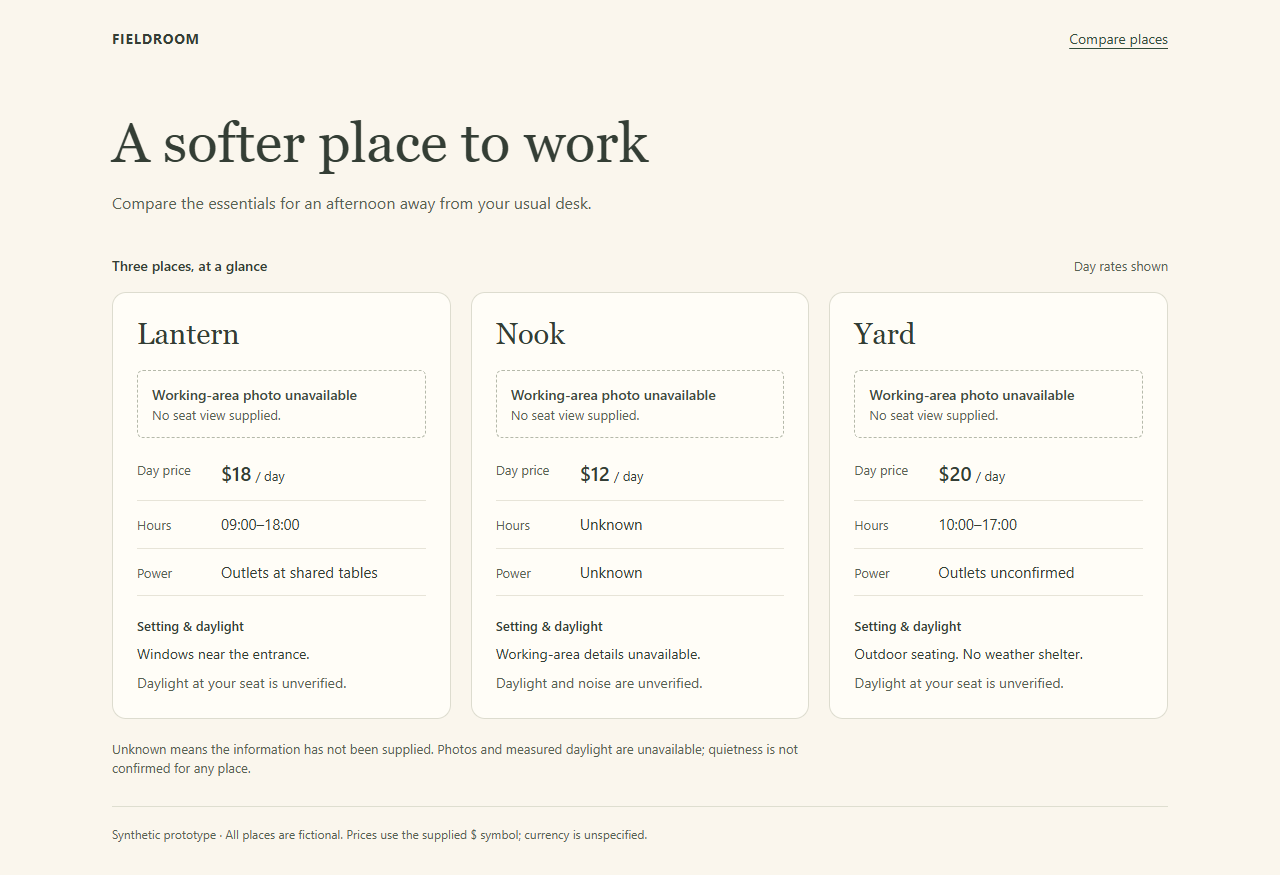 FIELDROOM
Compare places
A softer place to work
Compare the essentials for an afternoon away from your usual desk.
Three places, at a glance
Day rates shown
Lantern
Working-area photo unavailable
No seat view supplied.
Day price $18 / day
Hours 09:00–18:00
Power Outlets at shared tables
Setting & daylight
Windows near the entrance.
Daylight at your seat is unverified.
Nook
Working-area photo unavailable
No seat view supplied.
Day price $12 / day
Hours Unknown
Power Unknown
Setting & daylight
Working-area details unavailable.
Daylight and noise are unverified.
Yard
Working-area photo unavailable
No seat view supplied.
Day price $20 / day
Hours 10:00–17:00
Power Outlets unconfirmed
Setting & daylight
Outdoor seating. No weather shelter.
Daylight at your seat is unverified.
Unknown means the information has not been supplied. Photos and measured daylight are unavailable; quietness is not
confirmed for any place.
Synthetic prototype · All places are fictional. Prices use the supplied $ symbol; currency is unspecified.